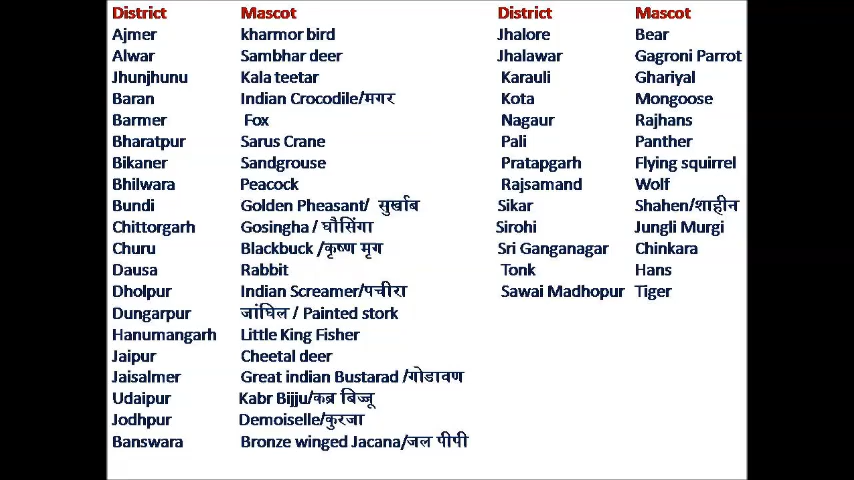 District Mascot
Ajmer kharmor bird
Alwar Sambhar deer
Jhunjhunu Kala teetar
Baran Indian Crocodile/मगर
Barmer Fox
Bharatpur Sarus Crane
Bikaner Sandgrouse
Bhilwara Peacock
Bundi Golden Pheasant/ सुर्खाब
Chittorgarh Gosingha / घौसिंगा
Churu Blackbuck /कृष्ण मृग
Dausa Rabbit
Dholpur Indian Screamer/पचीरा
Dungarpur जांघिल / Painted stork
Hanumangarh Little King Fisher
Jaipur Cheetal deer
Jaisalmer Great indian Bustarad /गोडावण
Udaipur Kabr Bijju/कब्र बिज्जू
Jodhpur Demoiselle/कुरजा
Banswara Bronze winged Jacana/जल पीपी
District Mascot
Jhalore Bear
Jhalawar Gagroni Parrot
Karauli Ghariyal
Kota Mongoose
Nagaur Rajhans
Pali Panther
Pratapgarh Flying squirrel
Rajsamand Wolf
Sikar Shahen/शाहीन
Sirohi Jungli Murgi
Sri Ganganagar Chinkara
Tonk Hans
Sawai Madhopur Tiger